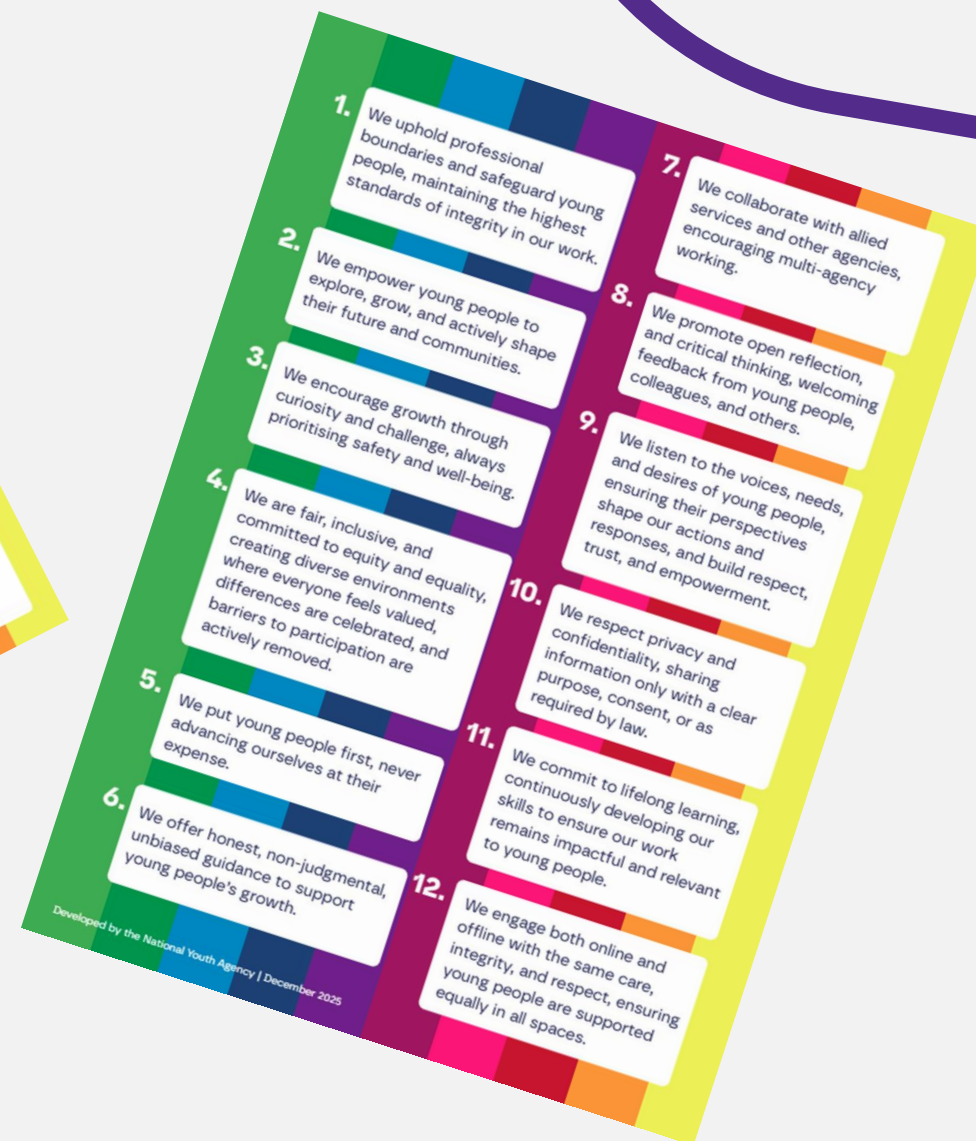 1.
We uphold professional
boundaries and safeguard young
people, maintaining the highest
standards of integrity in our work.
2.
We empower young people to
explore, grow, and actively shape
their future and communities.
3.
We encourage growth through
curiosity and challenge, always
prioritising safety and well-being.
4.
We are fair, inclusive, and
committed to equity and equality,
creating diverse environments
where everyone feels valued,
differences are celebrated, and
barriers to participation are
actively removed.
5.
We put young people first, never
advancing ourselves at their
expense.
6.
We offer honest, non-judgmental,
unbiased guidance to support
young people's growth.
Developed by the National Youth Agency | December 2025
7.
We collaborate with allied
services and other agencies,
encouraging multi-agency
working.
8.
We promote open reflection,
and critical thinking, welcoming
feedback from young people,
colleagues, and others.
9.
We listen to the voices, needs,
and desires of young people,
ensuring their perspectives
shape our actions and
responses, and build respect,
trust, and empowerment.
10.
We respect privacy and
confidentiality, sharing
information only with a clear
purpose, consent, or as
required by law.
11.
We commit to lifelong learning,
continuously developing our
skills to ensure our work
remains impactful and relevant
to young people.
12.
We engage both online and
offline with the same care,
integrity, and respect, ensuring
young people are supported
equally in all spaces.